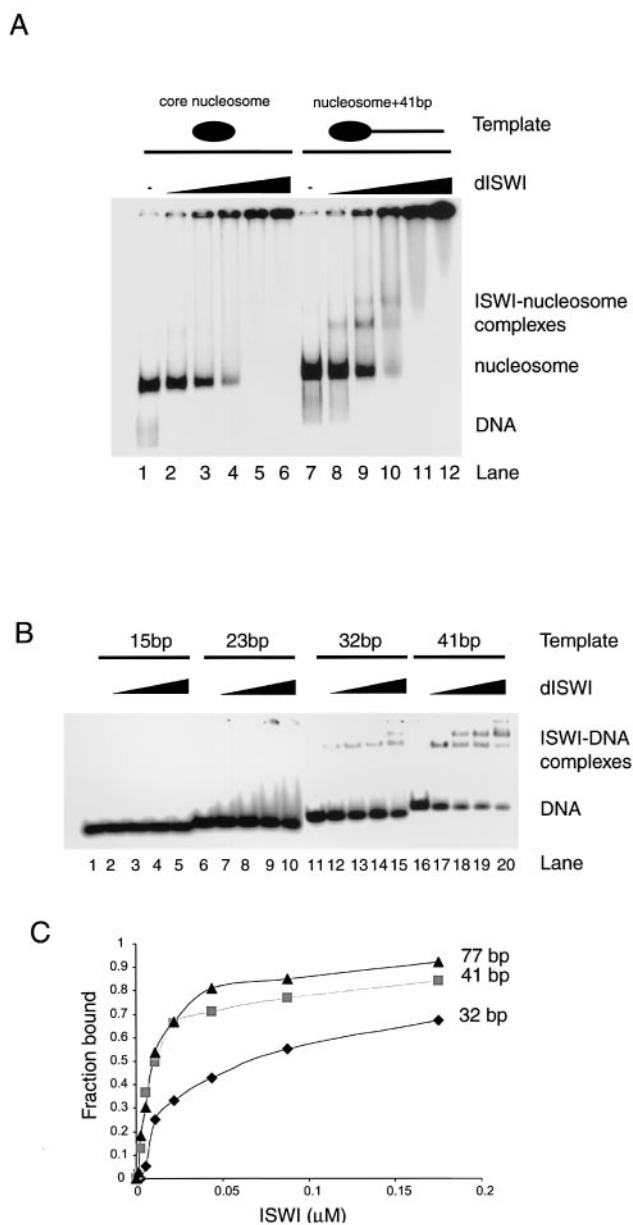 A
core nucleosome
nucleosome+41bp
Template
-
-
dISWI
ISWI-nucleosome
complexes
nucleosome
DNA
1 2 3 4 5 6 7 8 9 10 11 12 Lane
B
15bp 23bp 32bp 41bp Template
dISWI
ISWI-DNA
complexes
DNA
1 2 3 4 5 6 7 8 9 10 11 12 13 14 15 16 17 18 19 20 Lane
C
1
0.9
0.8
0.7
0.6
0.5
0.4
0.3
0.2
0.1
0
Fraction bound
77 bp
41 bp
32 bp
0 0.05 0.1 0.15 0.2
ISWI (μM)